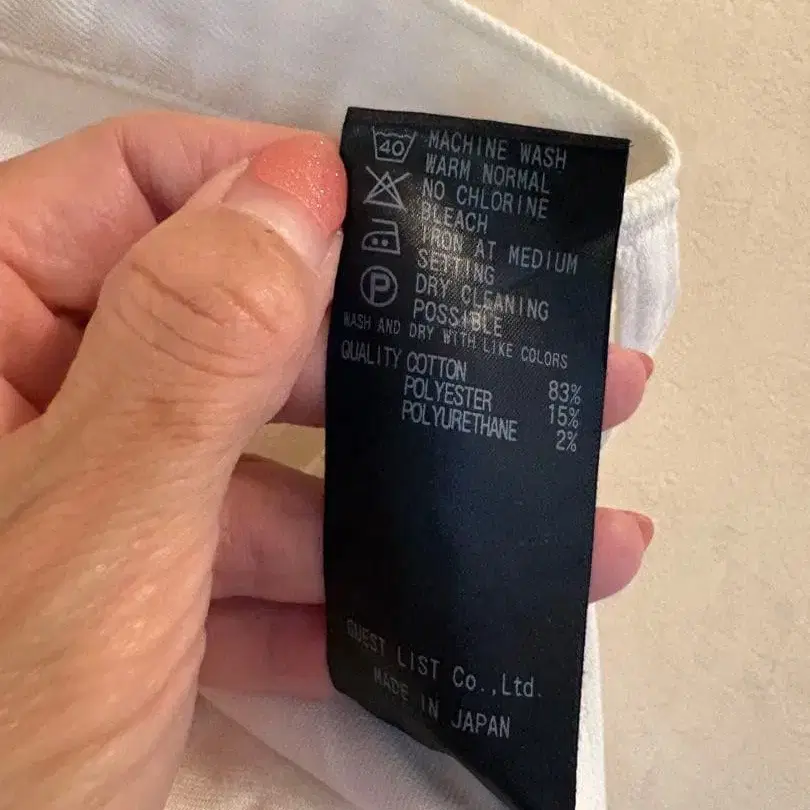 40 MACHINE WASH
WARM NORMAL
NO CHLORINE
BLEACH
IRON AT MEDIUM
SETTING
P DRY CLEANING
POSSIBLE
WASH AND DRY WITH LIKE COLORS
QUALITY COTTON 83%
POLYESTER 15%
POLYURETHANE 2%
GUEST LIST Co.,Ltd.
MADE IN JAPAN